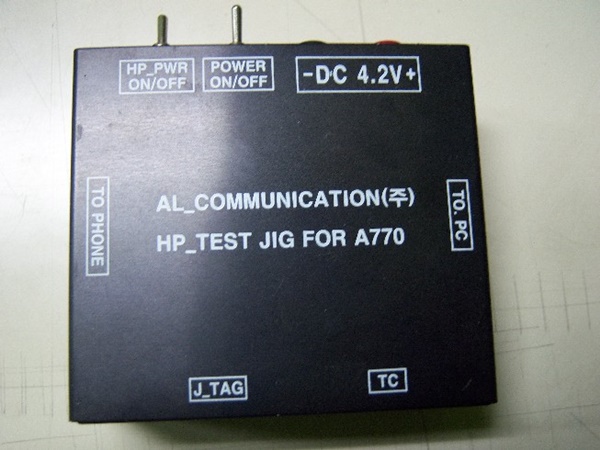 HP_PWR
ON/OFF
POWER
ON/OFF
-DC 4.2V+
TO PHONE
AL_COMMUNICATION(주)
HP_TEST JIG FOR A770
TO. PC
J_TAG
TC